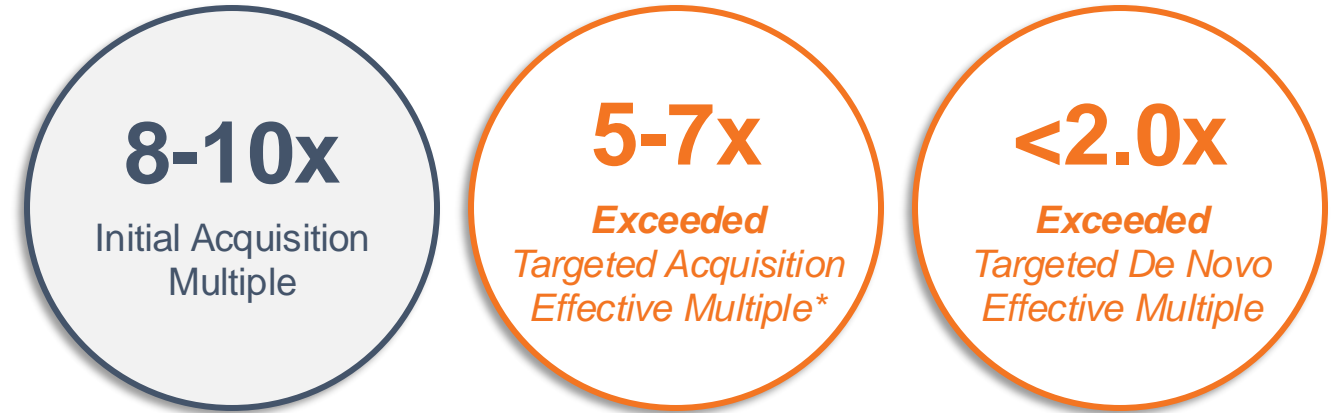 8-10x
Initial Acquisition
Multiple
5-7x
Exceeded
Targeted Acquisition
Effective Multiple*
<2.0x
Exceeded
Targeted De Novo
Effective Multiple